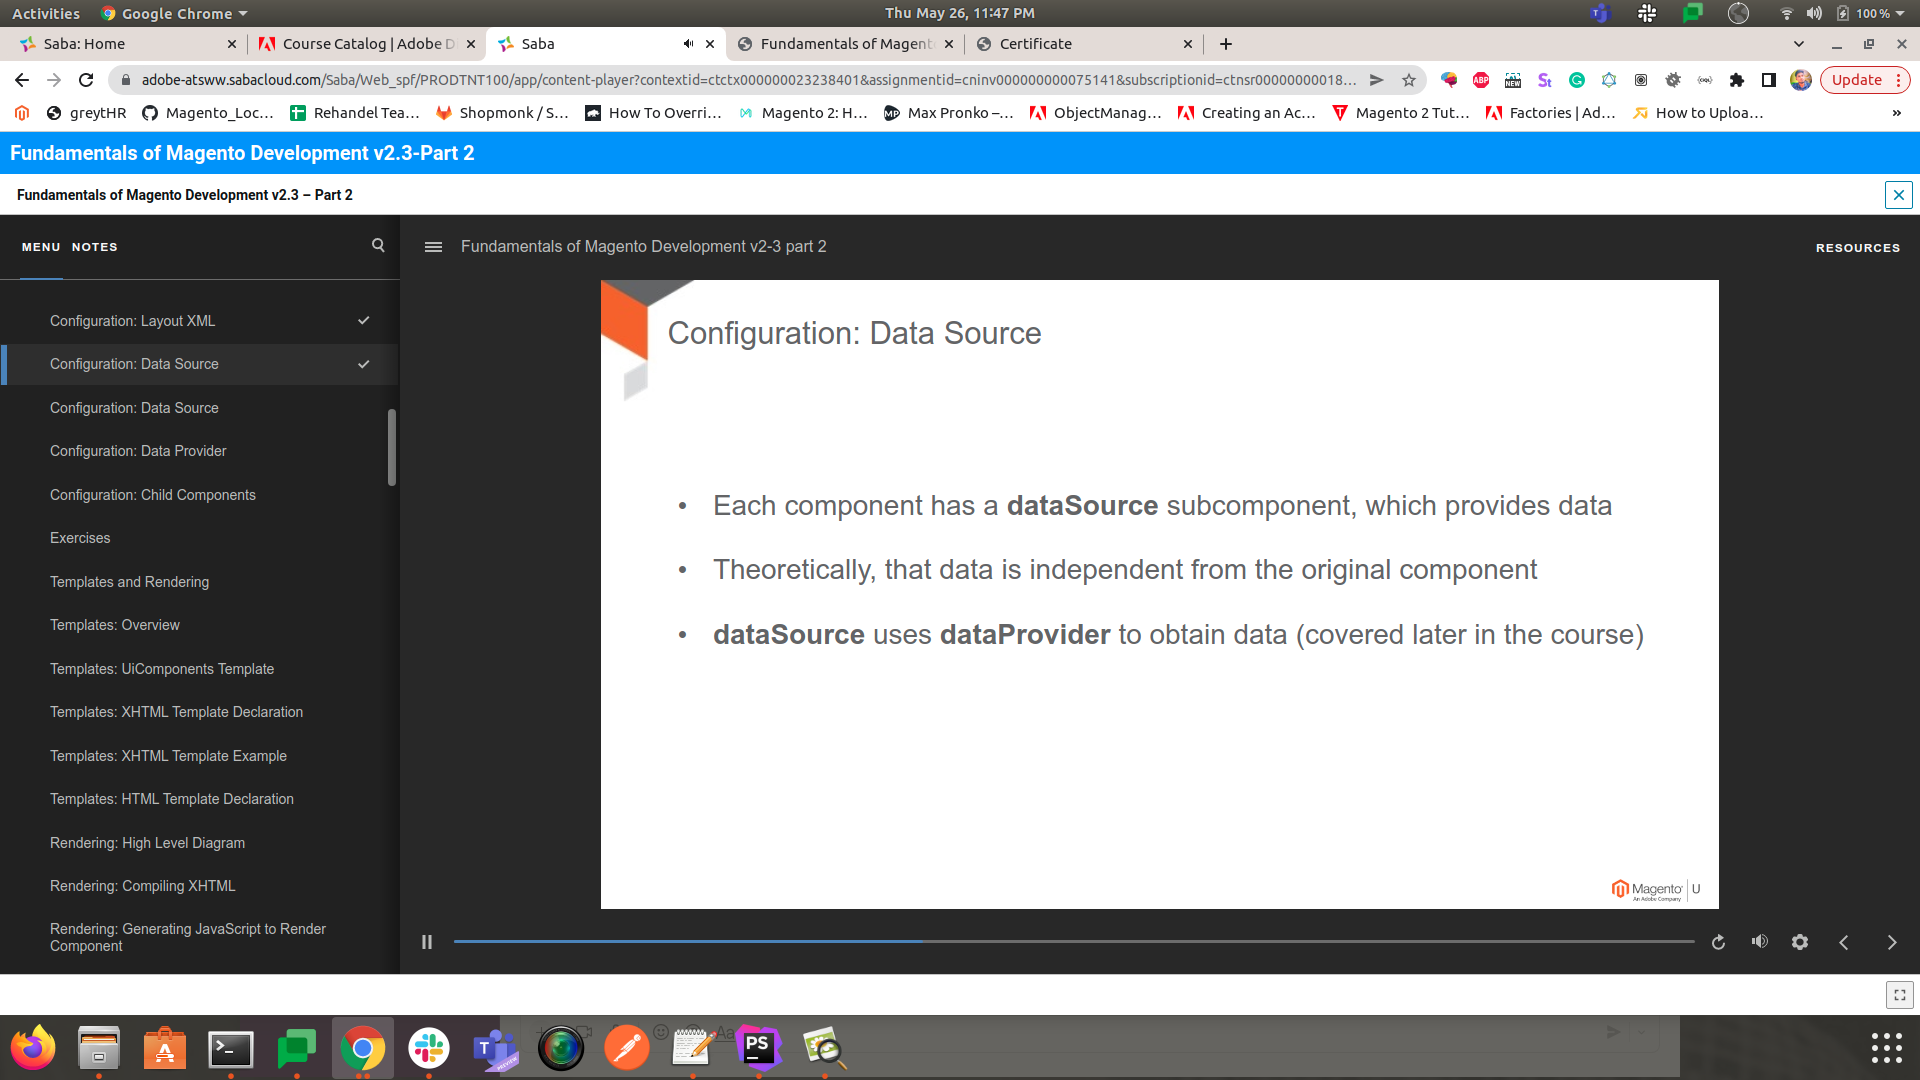 Activities Google Chrome Thu May 26, 11:47 PM 100 %
Saba: Home Course Catalog | Adobe D Saba Fundamentals of Magent Certificate
adobe-atsww.sabacloud.com/Saba/Web_spf/PRODTNT100/app/content-player?contextid=ctctx000000023238401&assignmentid=cninv000000000075141&subscriptionid=ctnsr00000000018... Update
greyHR Magento_Loc... Rehandel Tea... Shopmonk / S... How To Overri... Magento 2: H... Max Pronko –... ObjectManag... Creating an Ac... Magento 2 Tut... Factories | Ad... How to Uploa... »
Fundamentals of Magento Development v2.3-Part 2
Fundamentals of Magento Development v2.3 – Part 2
MENU NOTES
Fundamentals of Magento Development v2-3 part 2
RESOURCES
Configuration: Layout XML
Configuration: Data Source
Configuration: Data Source
Configuration: Data Provider
Configuration: Child Components
Exercises
Templates and Rendering
Templates: Overview
Templates: UiComponents Template
Templates: XHTML Template Declaration
Templates: XHTML Template Example
Templates: HTML Template Declaration
Rendering: High Level Diagram
Rendering: Compiling XHTML
Rendering: Generating JavaScript to Render
Component
Configuration: Data Source
• Each component has a dataSource subcomponent, which provides data
• Theoretically, that data is independent from the original component
• dataSource uses dataProvider to obtain data (covered later in the course)
Magento U
An Adobe Company